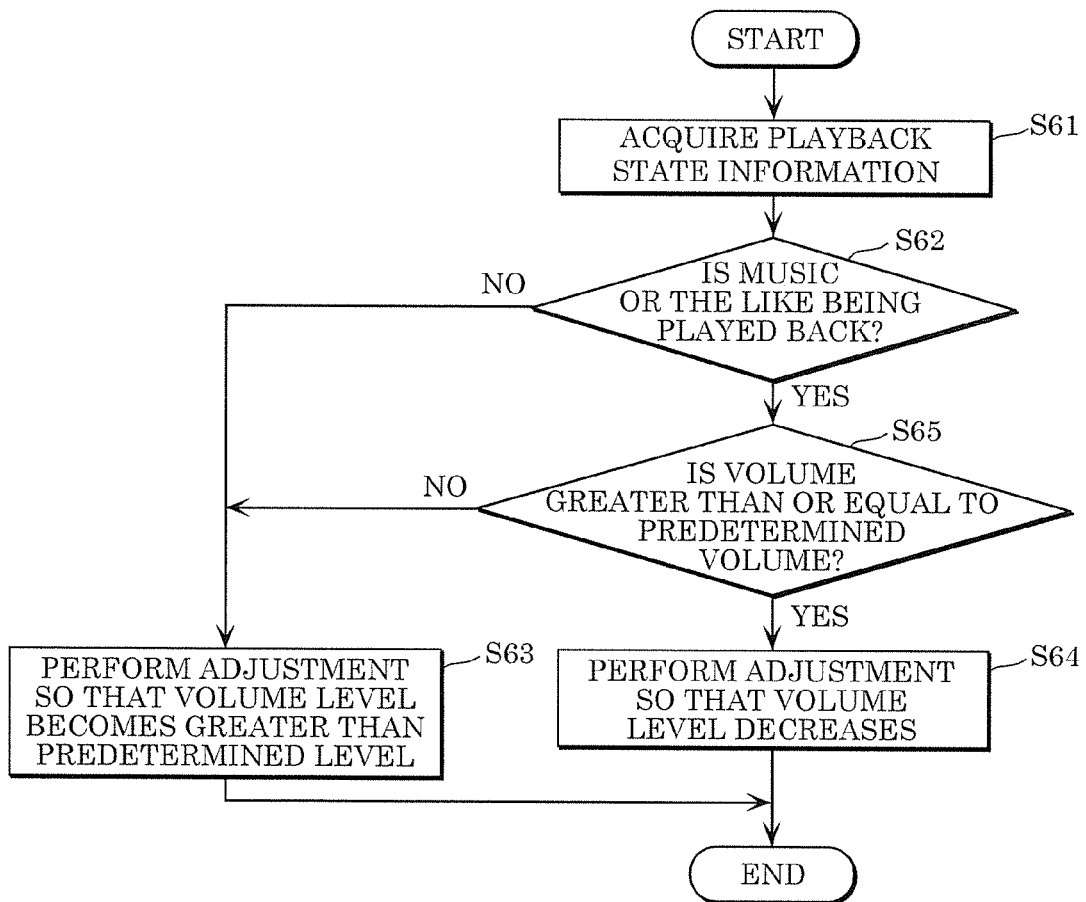 START
ACQUIRE PLAYBACK
STATE INFORMATION
S61
S62
IS MUSIC
OR THE LIKE BEING
PLAYED BACK?
NO
YES
S65
IS VOLUME
GREATER THAN OR EQUAL TO
PREDETERMINED
VOLUME?
NO
YES
S63
PERFORM ADJUSTMENT
SO THAT VOLUME LEVEL
BECOMES GREATER THAN
PREDETERMINED LEVEL
S64
PERFORM ADJUSTMENT
SO THAT VOLUME
LEVEL DECREASES
END